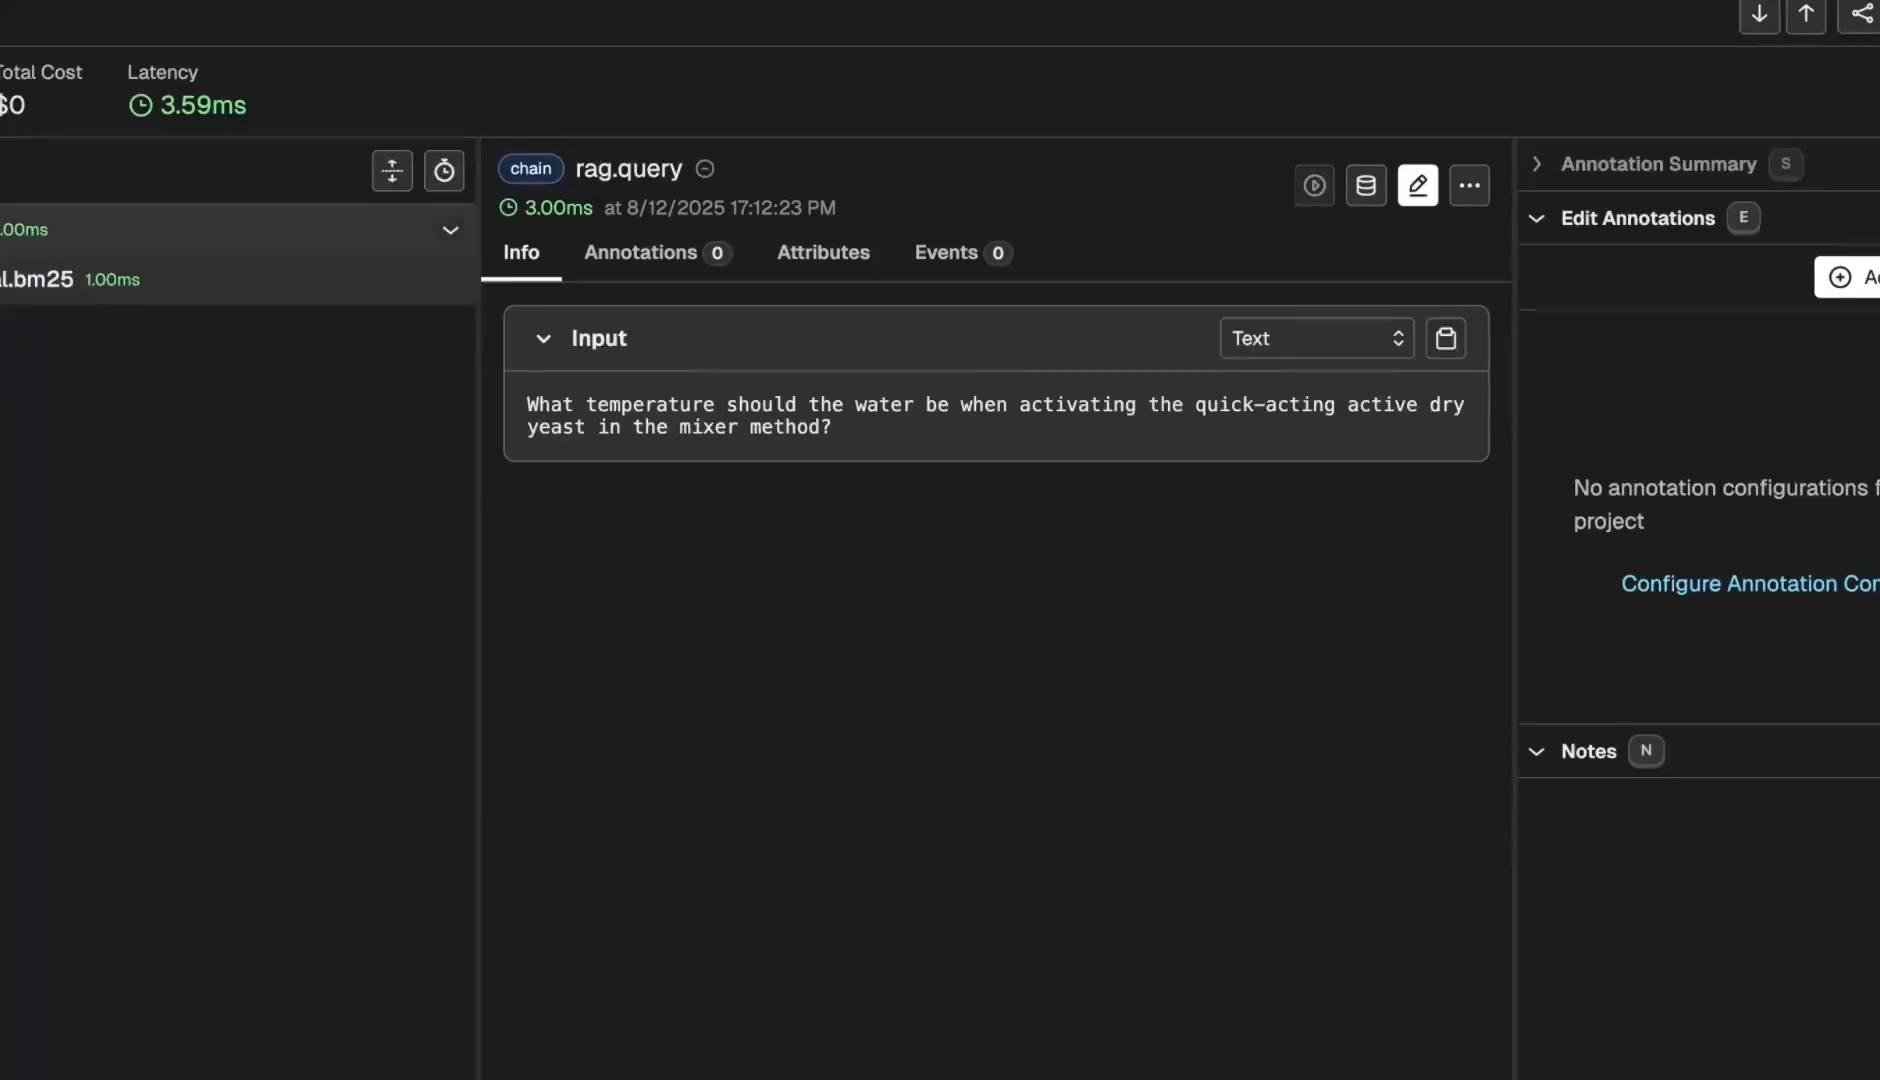 Total Cost
Latency
$0
3.59ms
chain
rag.query
3.00ms at 8/12/2025 17:12:23 PM
Info
Annotations 0
Attributes
Events 0
.00ms
l.bm25 1.00ms
Input
Text
What temperature should the water be when activating the quick-acting active dry
yeast in the mixer method?
Annotation Summary S
Edit Annotations E
No annotation configurations
project
Configure Annotation
Notes N